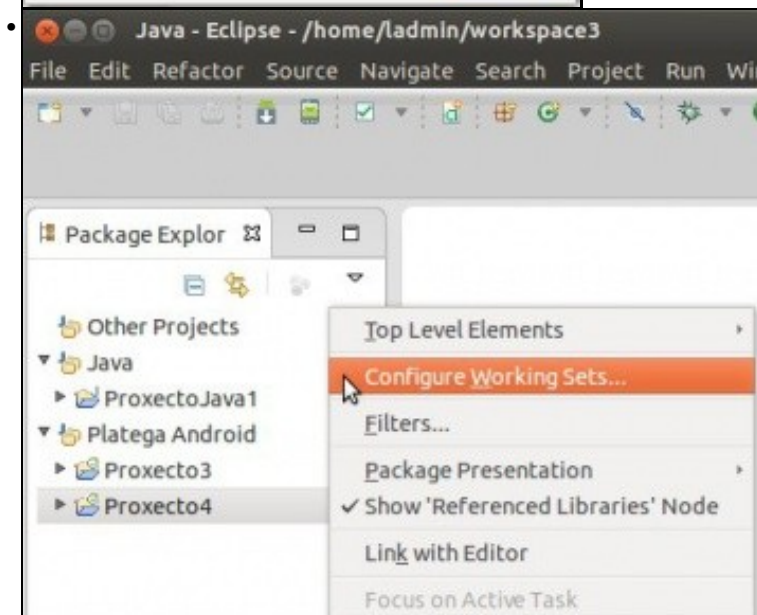 Java - Eclipse - /home/ladmin/workspace3
File Edit Refactor Source Navigate Search Project Run Wi
Package Explor
Other Projects
Java
ProxectoJava1
Platega Android
Proxecto3
Proxecto4
Top Level Elements
Configure Working Sets...
Filters...
Package Presentation
✓ Show 'Referenced Libraries' Node
Link with Editor
Focus on Active Task